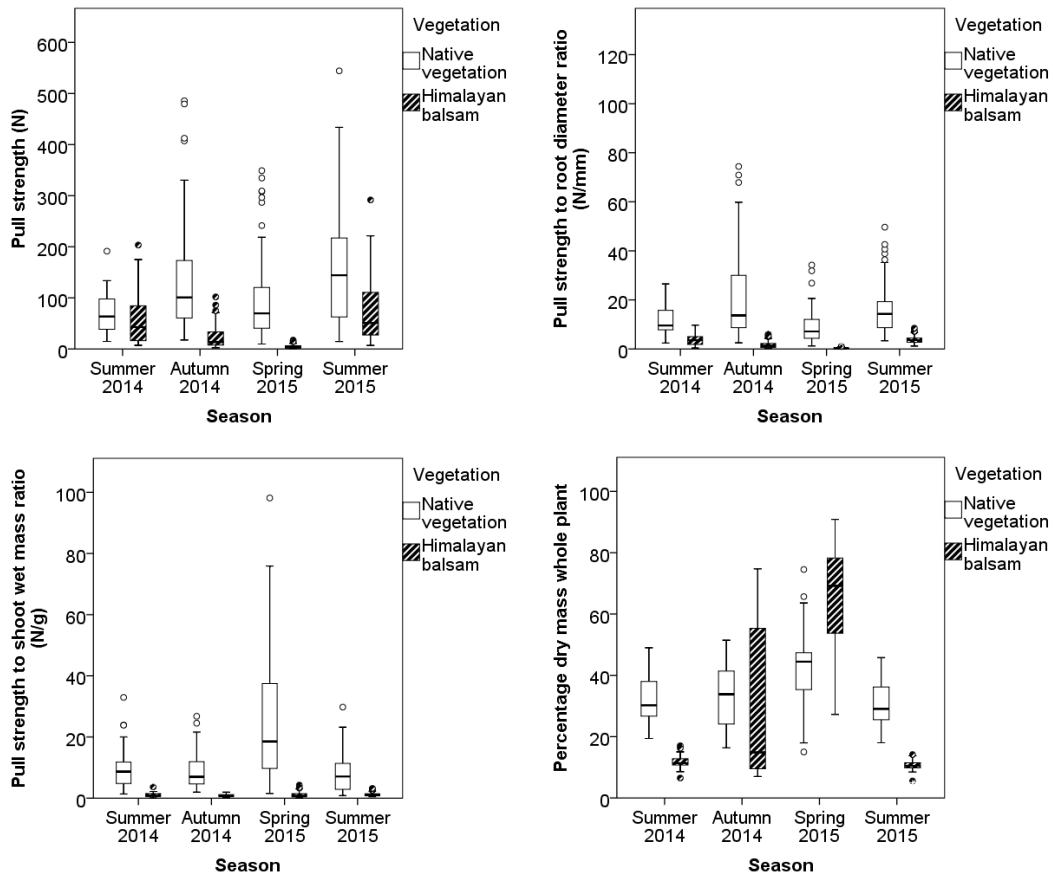 Pull strength (N)
600
500
400
300
200
100
0
Summer 2014
Autumn 2014
Spring 2015
Summer 2015
Season
Vegetation
Native vegetation
Himalayan balsam
Pull strength to root diameter ratio
(N/mm)
120
100
80
60
40
20
0
Summer 2014
Autumn 2014
Spring 2015
Summer 2015
Season
Vegetation
Native vegetation
Himalayan balsam
Pull strength to shoot wet mass ratio
(N/g)
100
80
60
40
20
0
Summer 2014
Autumn 2014
Spring 2015
Summer 2015
Season
Vegetation
Native vegetation
Himalayan balsam
Percentage dry mass whole plant
100
80
60
40
20
0
Summer 2014
Autumn 2014
Spring 2015
Summer 2015
Season
Vegetation
Native vegetation
Himalayan balsam